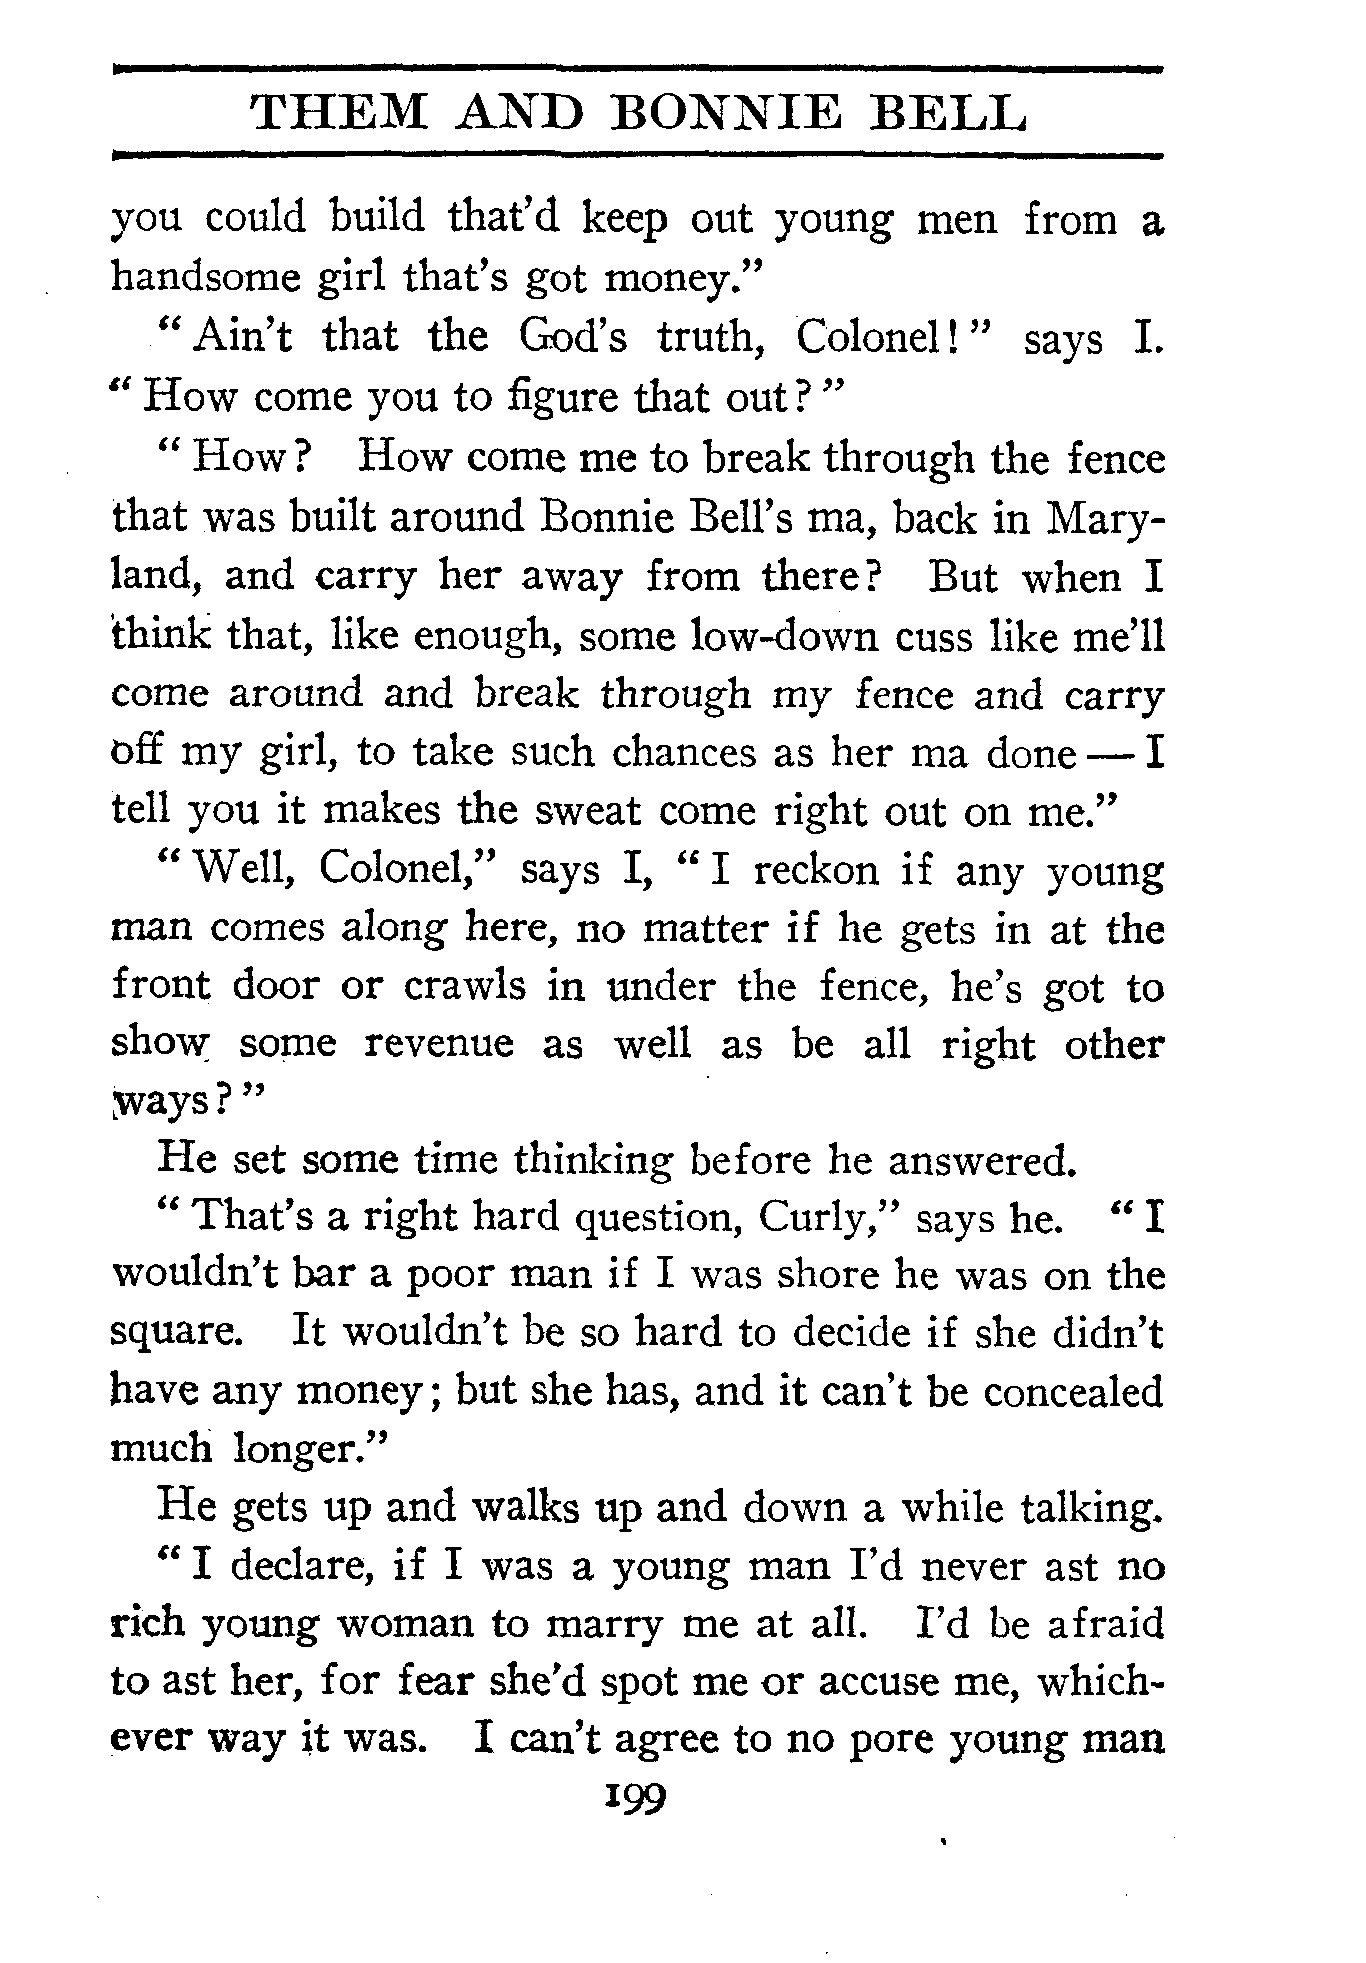 THEM AND BONNIE BELL
you could build that'd keep out young men from a
handsome girl that's got money."
"Ain't that the God's truth, Colonel!" says I.
"How come you to figure that out?"
"How? How come me to break through the fence
that was built around Bonnie Bell's ma, back in Mary-
land, and carry her away from there? But when I
think that, like enough, some low-down cuss like me'll
come around and break through my fence and carry
off my girl, to take such chances as her ma done — I
tell you it makes the sweat come right out on me."
"Well, Colonel," says I, "I reckon if any young
man comes along here, no matter if he gets in at the
front door or crawls in under the fence, he's got to
show some revenue as well as be all right other
ways?"
He set some time thinking before he answered.
"That's a right hard question, Curly," says he. "I
wouldn't bar a poor man if I was shore he was on the
square. It wouldn't be so hard to decide if she didn't
have any money; but she has, and it can't be concealed
much longer."
He gets up and walks up and down a while talking.
"I declare, if I was a young man I'd never ast no
rich young woman to marry me at all. I'd be afraid
to ast her, for fear she'd spot me or accuse me, which-
ever way it was. I can't agree to no pore young man
199